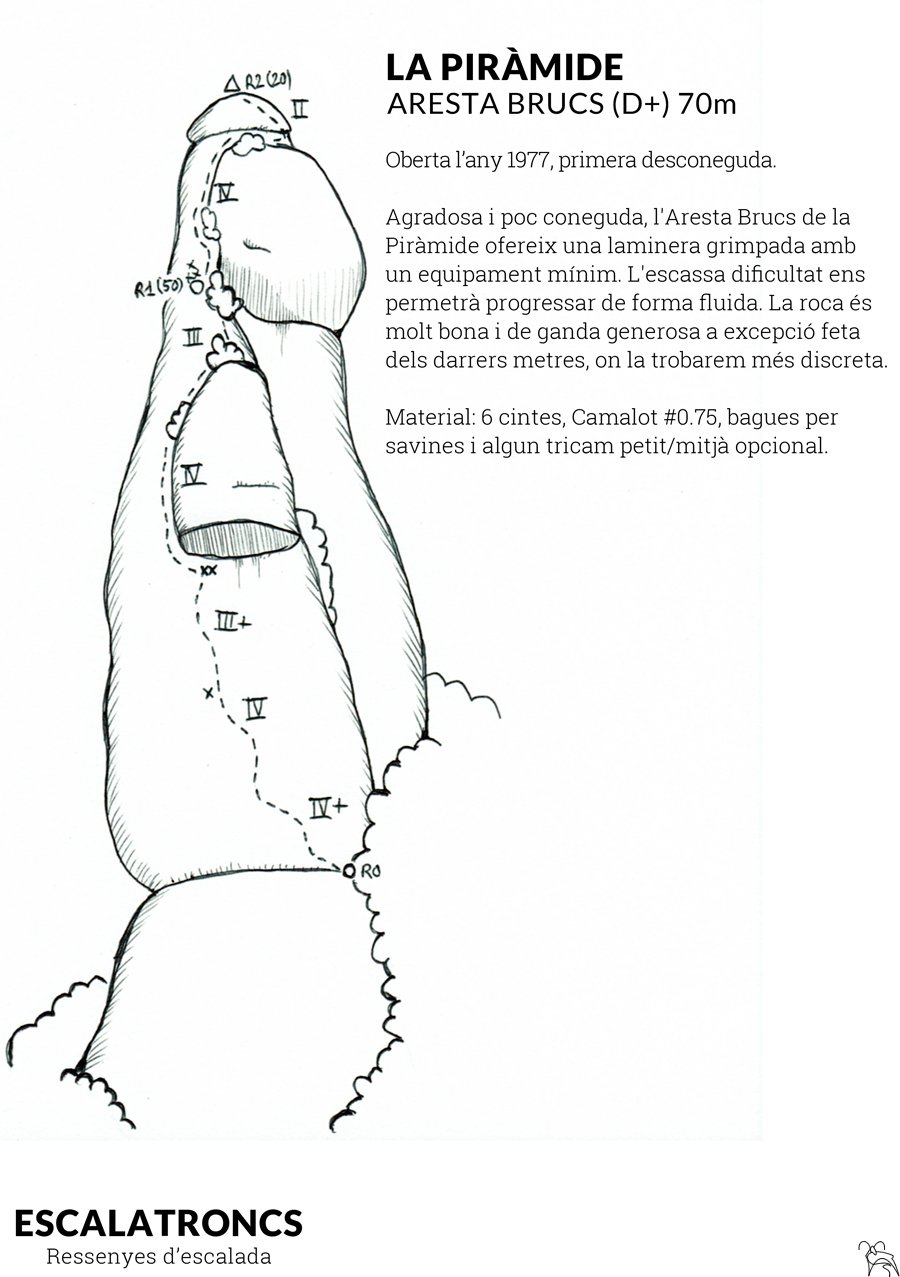 LA PIRÀMIDE
ARESTA BRUCS (D+) 70m
Oberta l’any 1977, primera desconeguda.
Agradosa i poc coneguda, l'Aresta Brucs de la
Piràmide ofereix una laminera grimpada amb
un equipament mínim. L'escassa dificultat ens
permetrà progressar de forma fluida. La roca és
molt bona i de ganda generosa a excepció feta
dels darrers metres, on la trobarem més discreta.
Material: 6 cintes, Camalot #0.75, bagues per
savines i algun tricam petit/mitjà opcional.
R2(20)
II
IV
R1(50)
III
IV
xx
III+
x
IV
IV+
R0
ESCALATRONCS
Ressenyes d’escalada